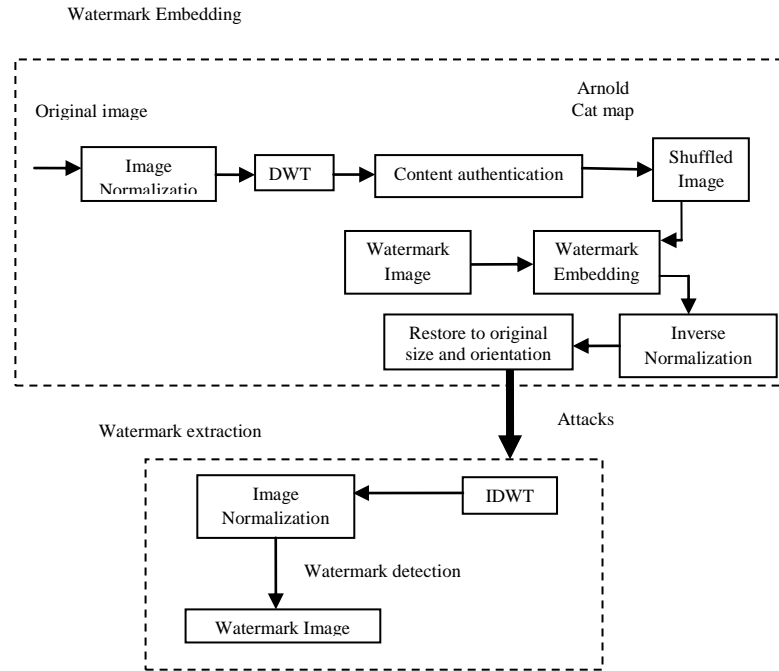 Watermark Embedding
Original image
Arnold
Cat map
Image
Normalizatio
DWT
Content authentication
Shuffled
Image
Watermark
Image
Watermark
Embedding
Restore to original
size and orientation
Inverse
Normalization
Attacks
Watermark extraction
Image
Normalization
IDWT
Watermark detection
Watermark Image